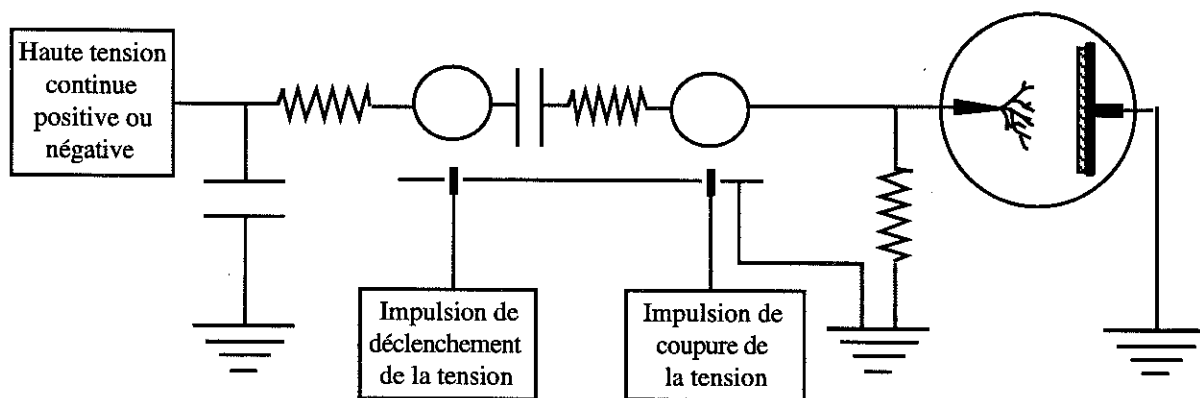 Haute tension
continue
positive ou
négative
Impulsion de
déclenchement
de la tension
Impulsion de
coupure de
la tension